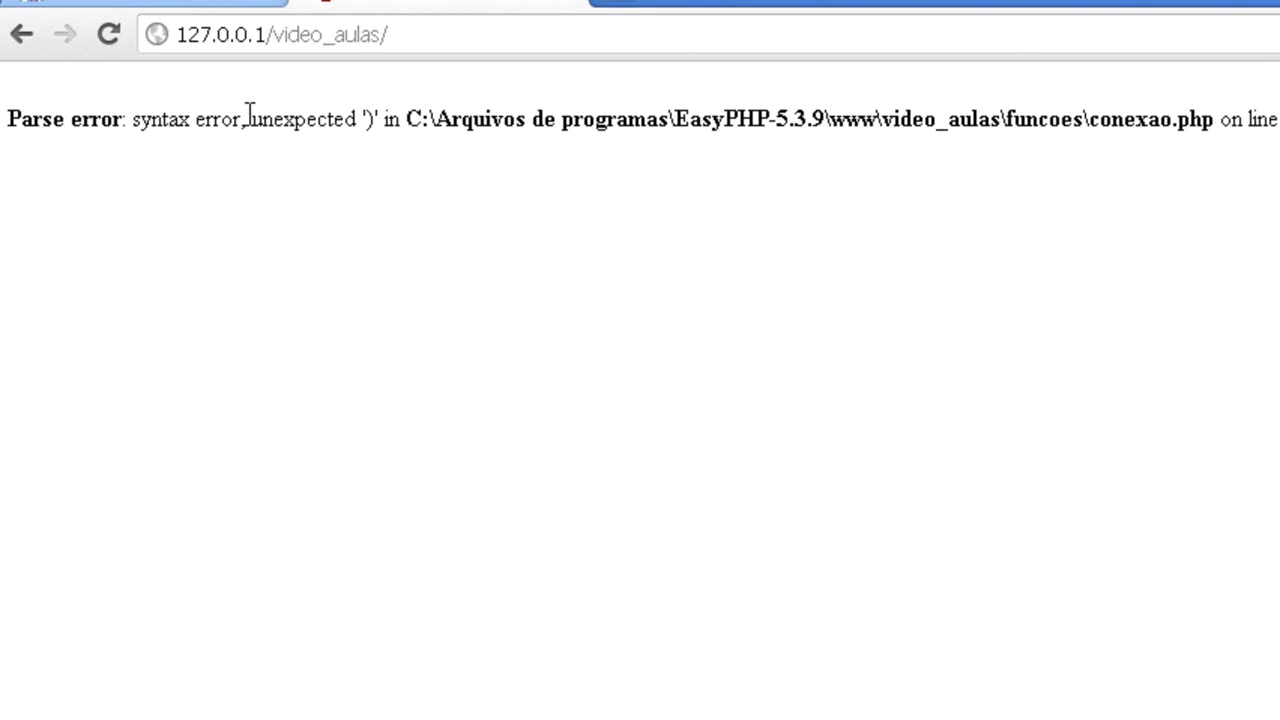 127.0.0.1/video_aulas/
Parse error: syntax error, unexpected ')' in C:\Arquivos de programas\EasyPHP-5.3.9\www\video_aulas\funcoes\conexao.php on line